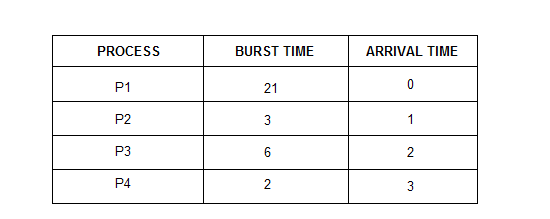 PROCESS BURST TIME ARRIVAL TIME
P1 21 0
P2 3 1
P3 6 2
P4 2 3